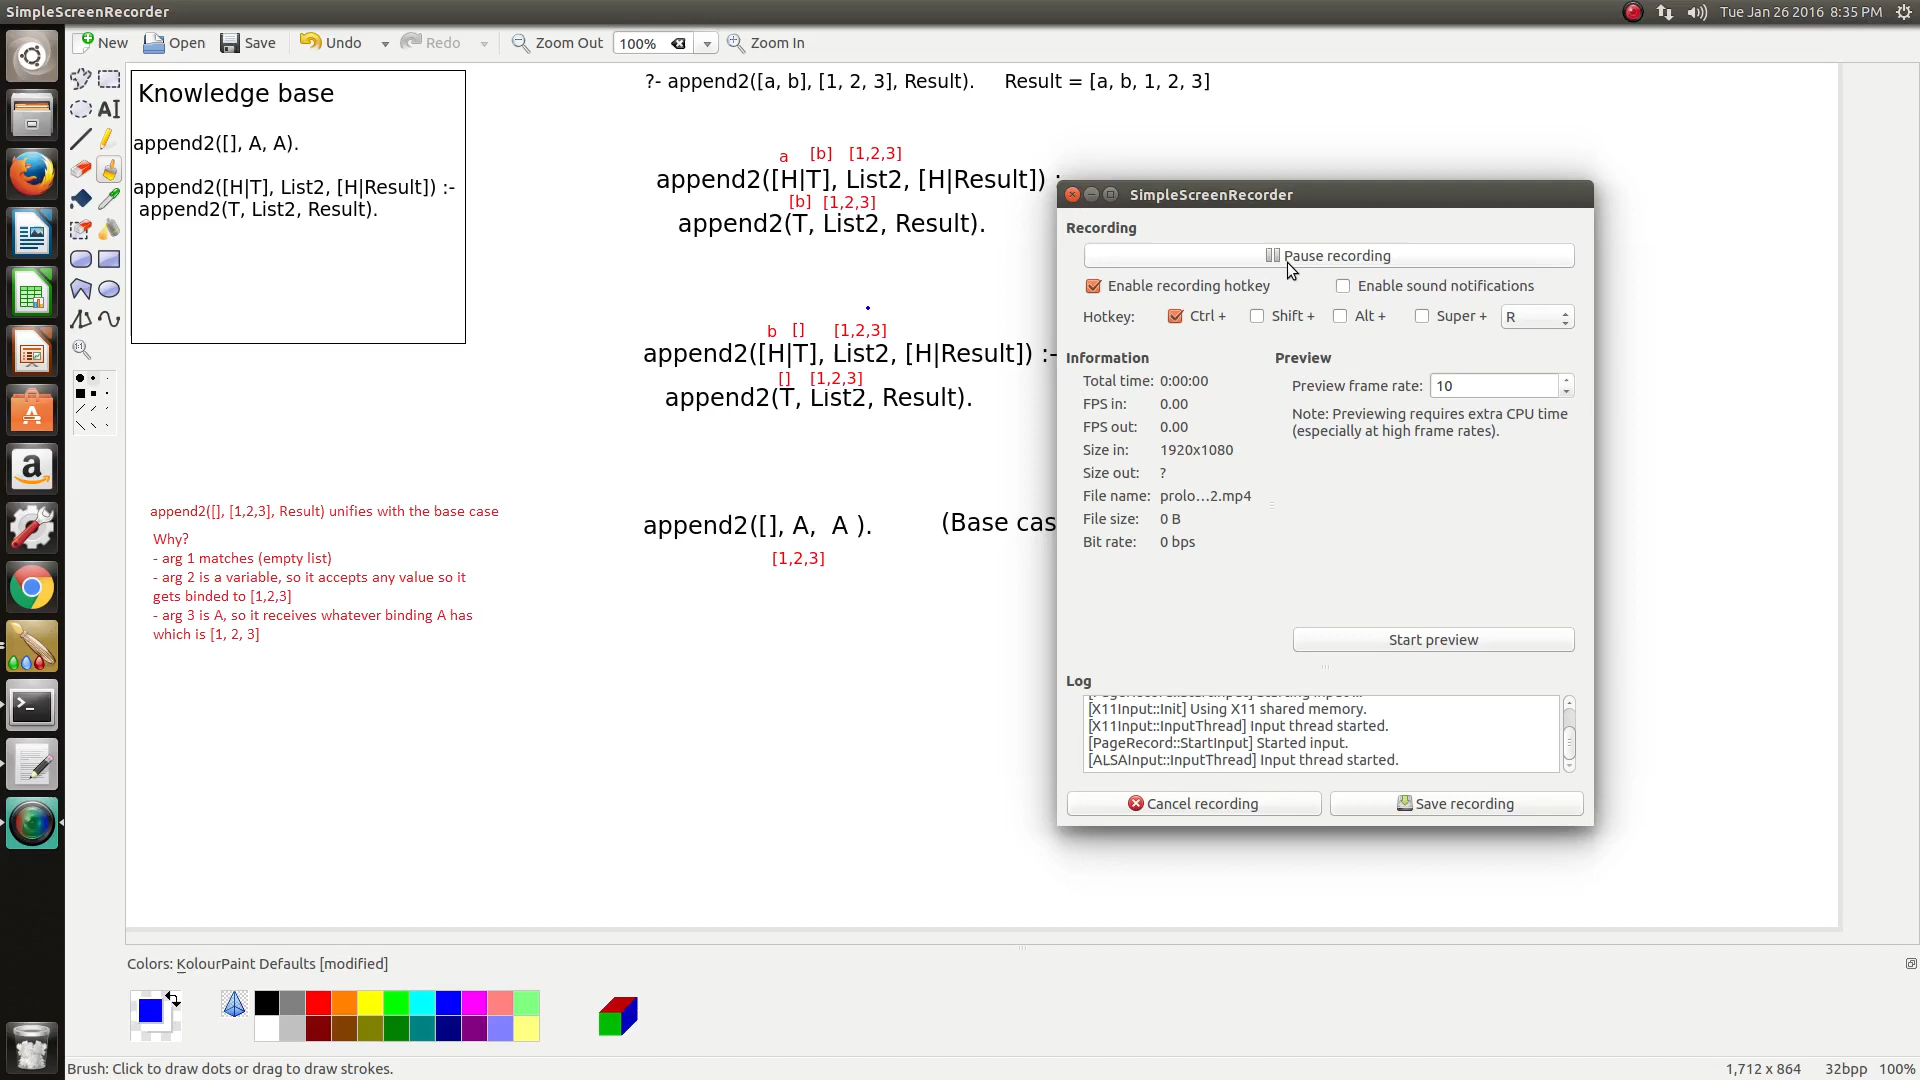 SimpleScreenRecorder
Tue Jan 26 2016 8:35 PM
New Open Save Undo Redo Zoom Out 100% Zoom In
Knowledge base
append2([], A, A).
append2([H|T], List2, [H|Result]) :-
append2(T, List2, Result).
?- append2([a, b], [1, 2, 3], Result). Result = [a, b, 1, 2, 3]
a [b] [1,2,3]
append2([H|T], List2, [H|Result]) :
[b] [1,2,3]
append2(T, List2, Result).
b [] [1,2,3]
append2([H|T], List2, [H|Result]) :-
[] [1,2,3]
append2(T, List2, Result).
append2([], A, A ). (Base cas
[1,2,3]
append2([], [1,2,3], Result) unifies with the base case
Why?
- arg 1 matches (empty list)
- arg 2 is a variable, so it accepts any value so it
gets binded to [1,2,3]
- arg 3 is A, so it receives whatever binding A has
which is [1, 2, 3]
SimpleScreenRecorder
Recording
Pause recording
Enable recording hotkey Enable sound notifications
Hotkey: Ctrl + Shift + Alt + Super + R
Information
Total time: 0:00:00
FPS in: 0.00
FPS out: 0.00
Size in: 1920x1080
Size out: ?
File name: prolo...2.mp4
File size: 0 B
Bit rate: 0 bps
Preview
Preview frame rate: 10
Note: Previewing requires extra CPU time
(especially at high frame rates).
Start preview
Log
[PageRecord::StartInput] Starting input ...
[X11Input::Init] Using X11 shared memory.
[X11Input::InputThread] Input thread started.
[PageRecord::StartInput] Started input.
[ALSAInput::InputThread] Input thread started.
Cancel recording Save recording
Colors: KolourPaint Defaults [modified]
Brush: Click to draw dots or drag to draw strokes.
1,712 x 864 32bpp 100%